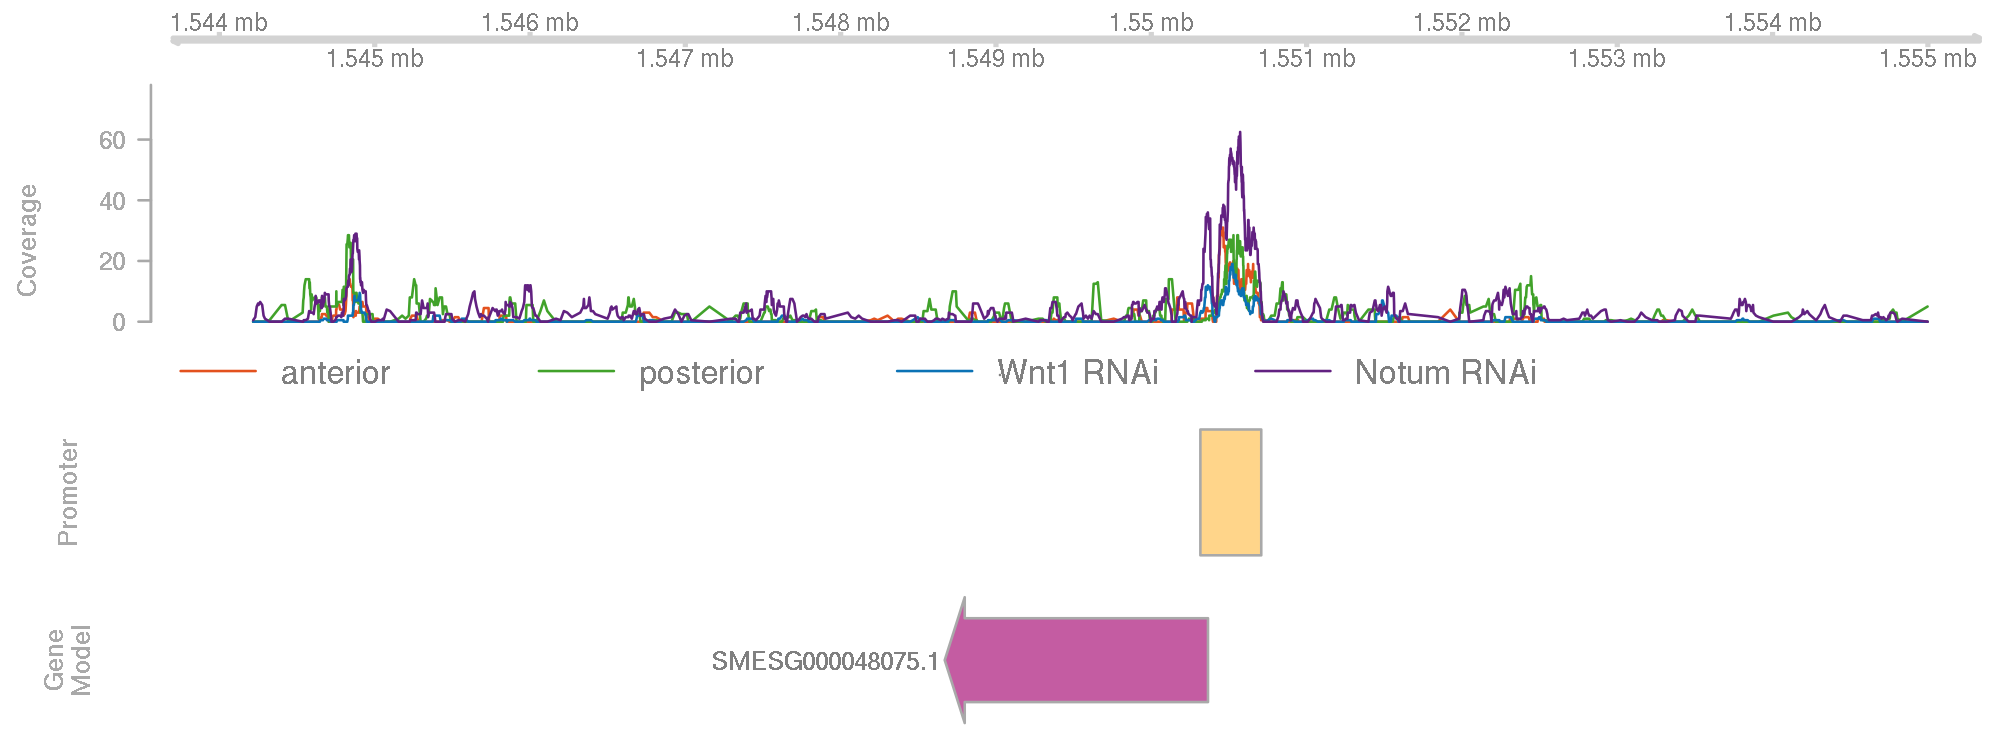 1.544 mb 1.546 mb 1.548 mb 1.55 mb 1.552 mb 1.554 mb
1.545 mb 1.547 mb 1.549 mb 1.551 mb 1.553 mb 1.555 mb
Coverage
60
40
20
0
anterior posterior Wnt1 RNAi Notum RNAi
Promoter
Gene
Model
SMESG000048075.1